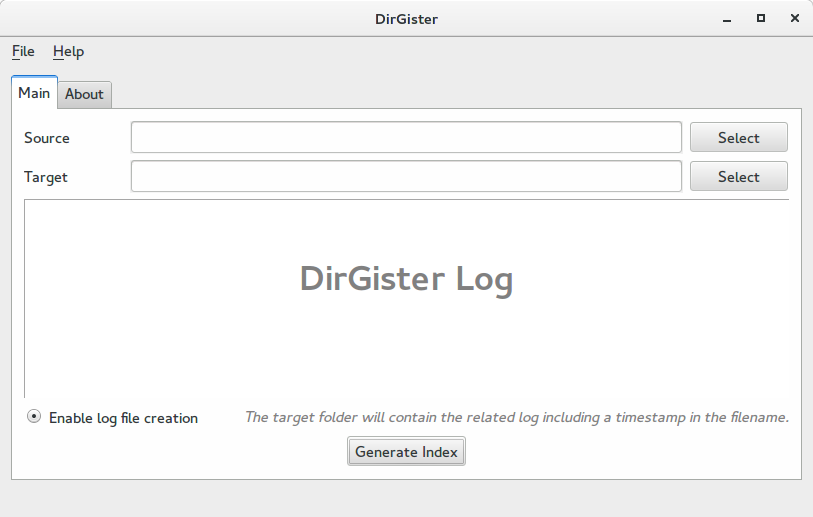 DirGister
File Help
Main About
Source Select
Target Select
DirGister Log
Enable log file creation The target folder will contain the related log including a timestamp in the filename.
Generate Index